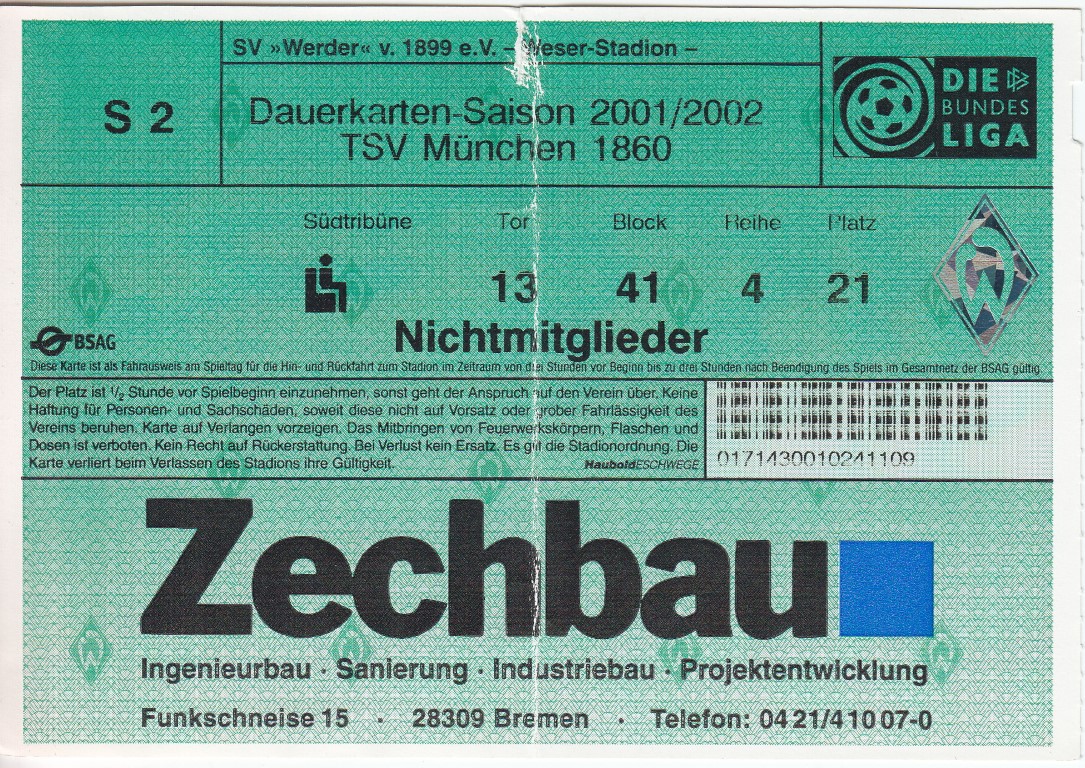 SV »Werder« v. 1899 e.V. – Weser-Stadion –
S 2
Dauerkarten-Saison 2001/2002
TSV München 1860
DIE
BUNDES
LIGA
Südtribüne Tor Block Reihe Platz
13 41 4 21
Nichtmitglieder
BSAG
Diese Karte ist als Fahrausweis am Spieltag für die Hin- und Rückfahrt zum Stadion im Zeitraum von drei Stunden vor Beginn bis zu drei Stunden nach Beendigung des Spiels im Gesamtnetz der BSAG gültig
Der Platz ist ½ Stunde vor Spielbeginn einzunehmen, sonst geht der Anspruch auf den Verein über. Keine
Haftung für Personen- und Sachschäden, soweit diese nicht auf Vorsatz oder grober Fahrlässigkeit des
Vereins beruhen. Karte auf Verlangen vorzeigen. Das Mitbringen von Feuerwerkskörpern, Flaschen und
Dosen ist verboten. Kein Recht auf Rückerstattung. Bei Verlust kein Ersatz. Es gilt die Stadionordnung. Die
Karte verliert beim Verlassen des Stadions ihre Gültigkeit.
HauboldESCHWEGE
0171430010241109
Zechbau
Ingenieurbau · Sanierung · Industriebau · Projektentwicklung
Funkschneise 15 · 28309 Bremen · Telefon: 04 21/4 10 07-0